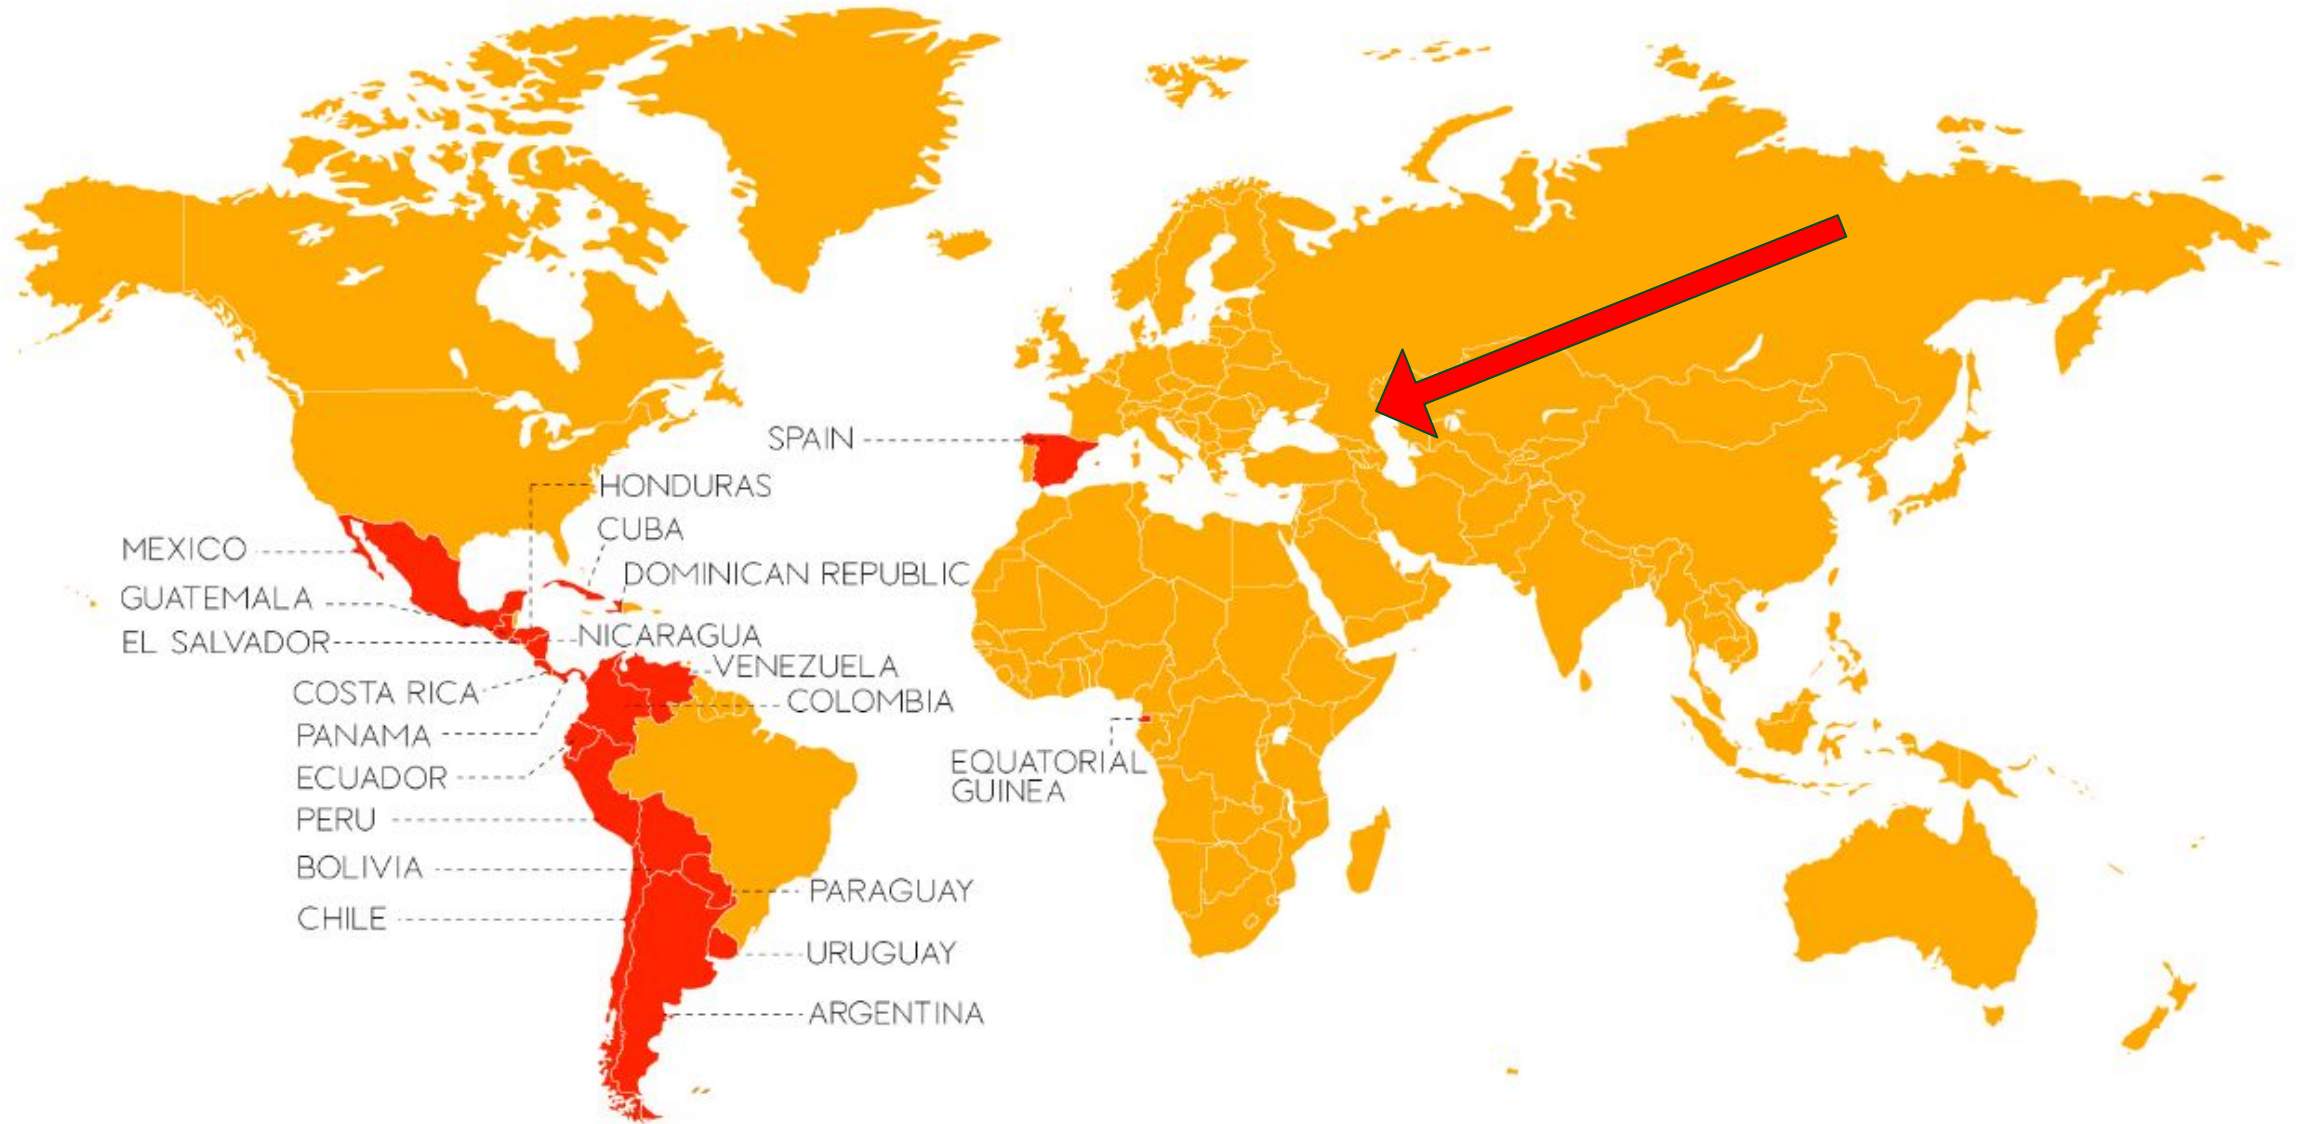 SPAIN
HONDURAS
CUBA
MEXICO
DOMINICAN REPUBLIC
GUATEMALA
EL SALVADOR
NICARAGUA
VENEZUELA
COSTA RICA
COLOMBIA
PANAMA
EQUATORIAL
GUINEA
ECUADOR
PERU
BOLIVIA
PARAGUAY
CHILE
URUGUAY
ARGENTINA